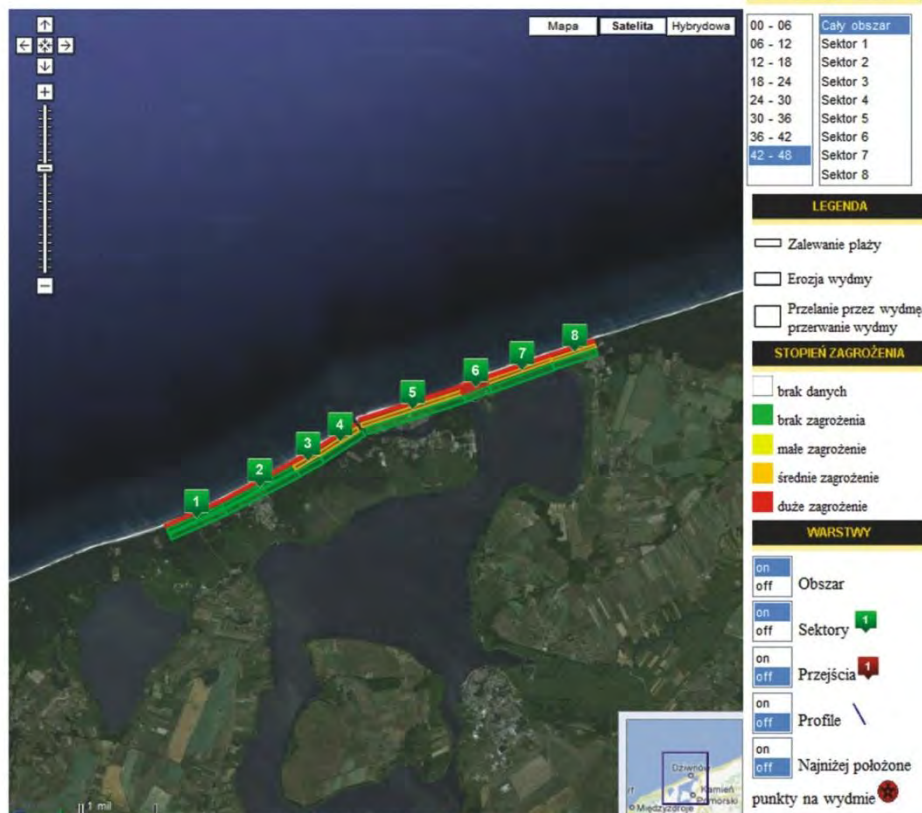 Mapa Satelita Hybrydowa
1
2
3
4
5
6
7
8
1 mil
Dziwnów
Kamień
Pomorski
Międzyzdroje
00 - 06
06 - 12
12 - 18
18 - 24
24 - 30
30 - 36
36 - 42
42 - 48
Cały obszar
Sektor 1
Sektor 2
Sektor 3
Sektor 4
Sektor 5
Sektor 6
Sektor 7
Sektor 8
LEGENDA
Zalewanie plaży
Erozja wydmy
Przelanie przez wydmę
przerwanie wydmy
STOPIEŃ ZAGROŻENIA
brak danych
brak zagrożenia
małe zagrożenie
średnie zagrożenie
duże zagrożenie
WARSTWY
on
off Obszar
on
off Sektory 1
on
off Przejścia 1
on
off Profile
on
off Najniżej położone
punkty na wydmie